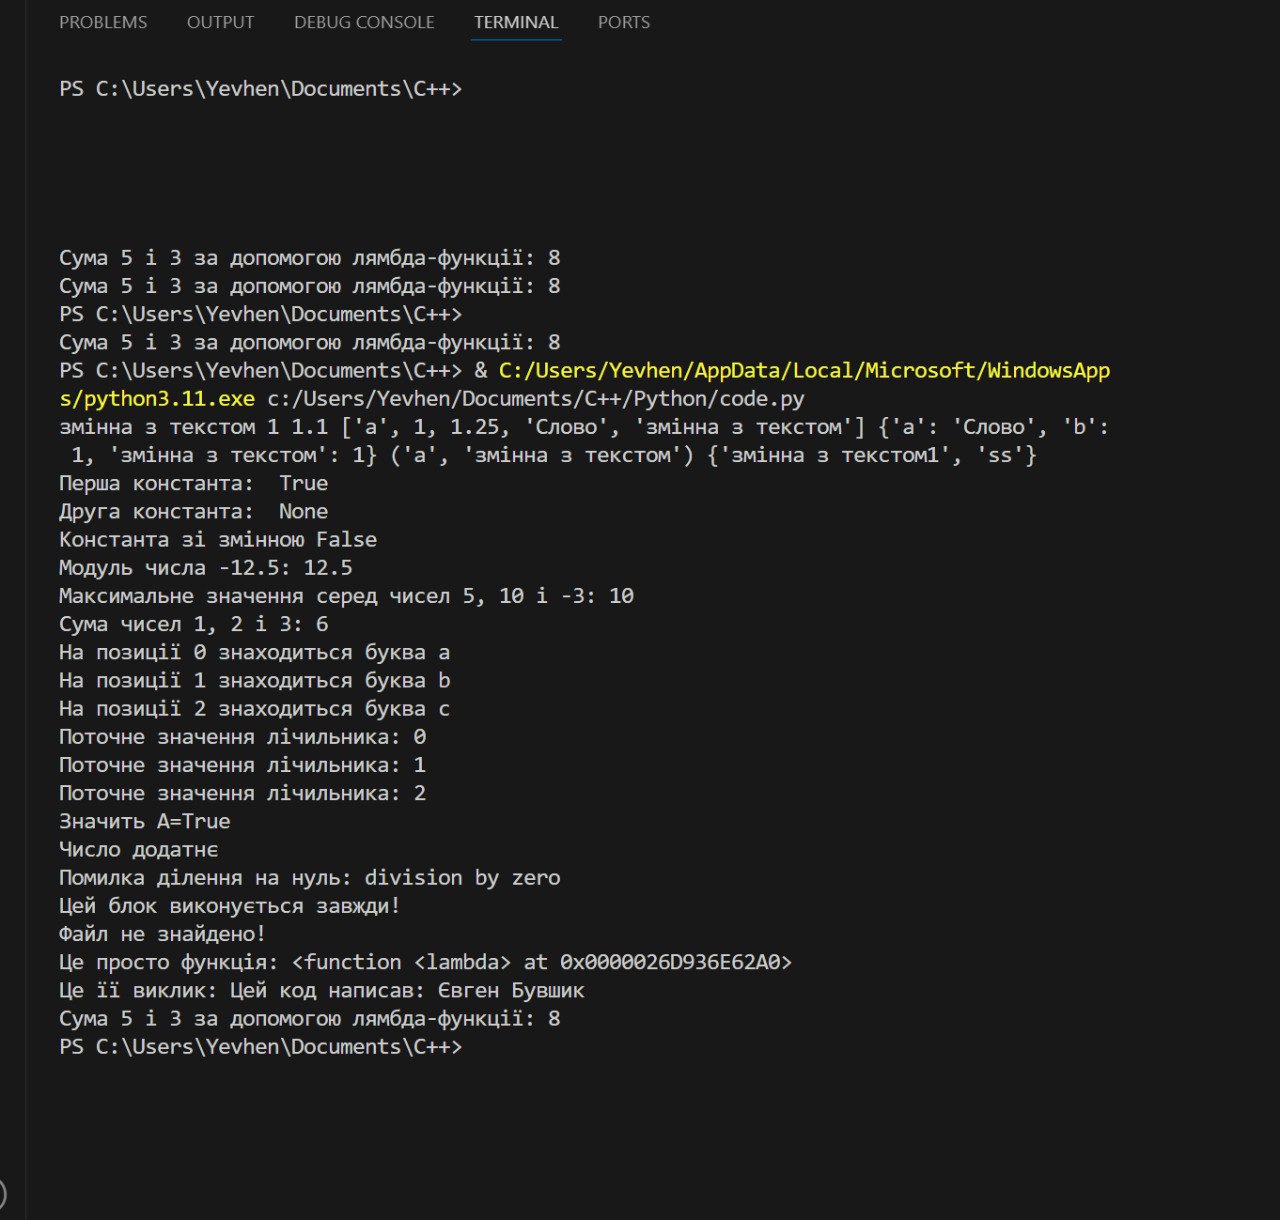 PROBLEMS OUTPUT DEBUG CONSOLE TERMINAL PORTS
PS C:\Users\Yevhen\Documents\C++>
Сума 5 і 3 за допомогою лямбда-функції: 8
Сума 5 і 3 за допомогою лямбда-функції: 8
PS C:\Users\Yevhen\Documents\C++>
Сума 5 і 3 за допомогою лямбда-функції: 8
PS C:\Users\Yevhen\Documents\C++> & C:/Users/Yevhen/AppData/Local/Microsoft/WindowsApp
s/python3.11.exe c:/Users/Yevhen/Documents/C++/Python/code.py
змінна з текстом 1 1.1 ['a', 1, 1.25, 'Слово', 'змінна з текстом'] {'a': 'Слово', 'b':
 1, 'змінна з текстом': 1} ('a', 'змінна з текстом') {'змінна з текстом1', 'ss'}
Перша константа:  True
Друга константа:  None
Константа зі змінною False
Модуль числа -12.5: 12.5
Максимальне значення серед чисел 5, 10 і -3: 10
Сума чисел 1, 2 і 3: 6
На позиції 0 знаходиться буква a
На позиції 1 знаходиться буква b
На позиції 2 знаходиться буква c
Поточне значення лічильника: 0
Поточне значення лічильника: 1
Поточне значення лічильника: 2
Значить A=True
Число додатнє
Помилка ділення на нуль: division by zero
Цей блок виконується завжди!
Файл не знайдено!
Це просто функція: <function <lambda> at 0x0000026D936E62A0>
Це її виклик: Цей код написав: Євген Бувшик
Сума 5 і 3 за допомогою лямбда-функції: 8
PS C:\Users\Yevhen\Documents\C++>